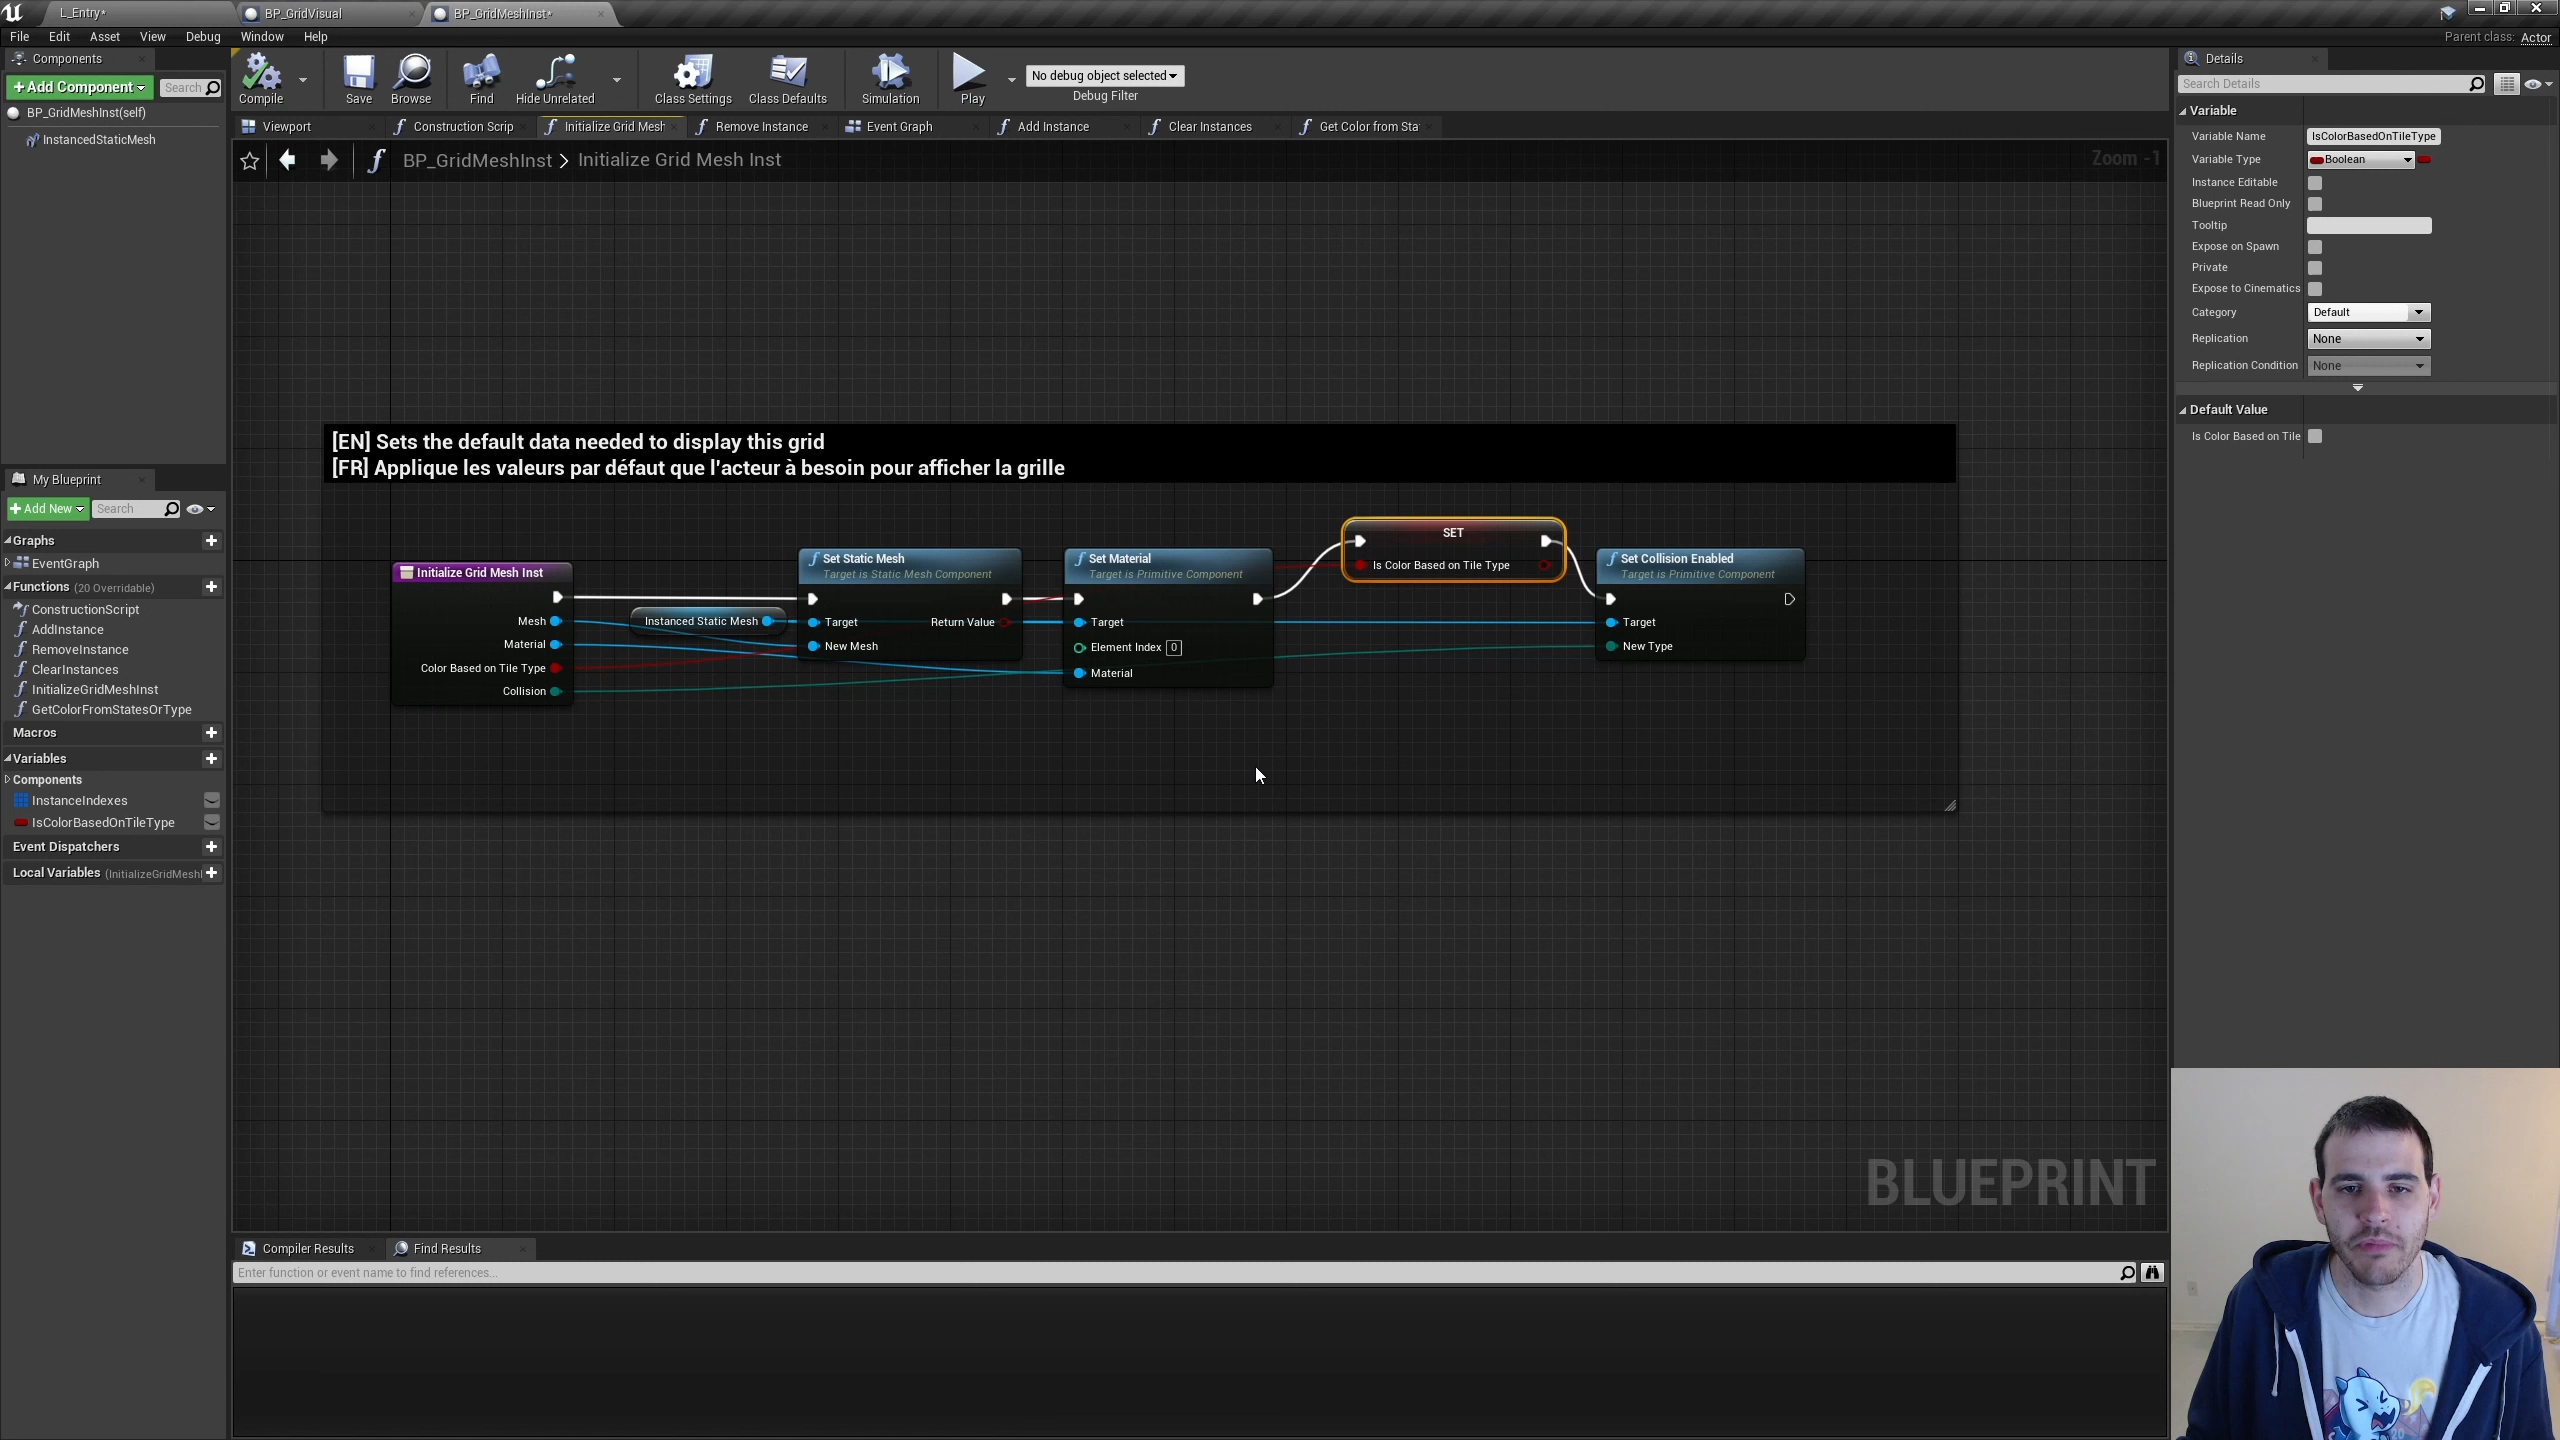 L_Entry*
BP_GridVisual
BP_GridMeshInst*
File Edit Asset View Debug Window Help
Parent class: Actor
Components
+Add Component
Search
BP_GridMeshInst(self)
InstancedStaticMesh
Compile
Save
Browse
Find
Hide Unrelated
Class Settings
Class Defaults
Simulation
Play
No debug object selected
Debug Filter
Viewport
Construction Scrip
Initialize Grid Mesh
Remove Instance
Event Graph
Add Instance
Clear Instances
Get Color from Sta
BP_GridMeshInst > Initialize Grid Mesh Inst
Zoom -1
[EN] Sets the default data needed to display this grid
[FR] Applique les valeurs par défaut que l'acteur à besoin pour afficher la grille
Initialize Grid Mesh Inst
Mesh
Material
Color Based on Tile Type
Collision
Instanced Static Mesh
Set Static Mesh
Target is Static Mesh Component
Target
Return Value
New Mesh
Set Material
Target is Primitive Component
Target
Element Index 0
Material
SET
Is Color Based on Tile Type
Set Collision Enabled
Target is Primitive Component
Target
New Type
BLUEPRINT
My Blueprint
+Add New
Search
Graphs
EventGraph
Functions (20 Overridable)
ConstructionScript
AddInstance
RemoveInstance
ClearInstances
InitializeGridMeshInst
GetColorFromStatesOrType
Macros
Variables
Components
InstanceIndexes
IsColorBasedOnTileType
Event Dispatchers
Local Variables (InitializeGridMeshI
Compiler Results
Find Results
Enter function or event name to find references...
Details
Search Details
Variable
Variable Name IsColorBasedOnTileType
Variable Type Boolean
Instance Editable
Blueprint Read Only
Tooltip
Expose on Spawn
Private
Expose to Cinematics
Category Default
Replication None
Replication Condition None
Default Value
Is Color Based on Tile